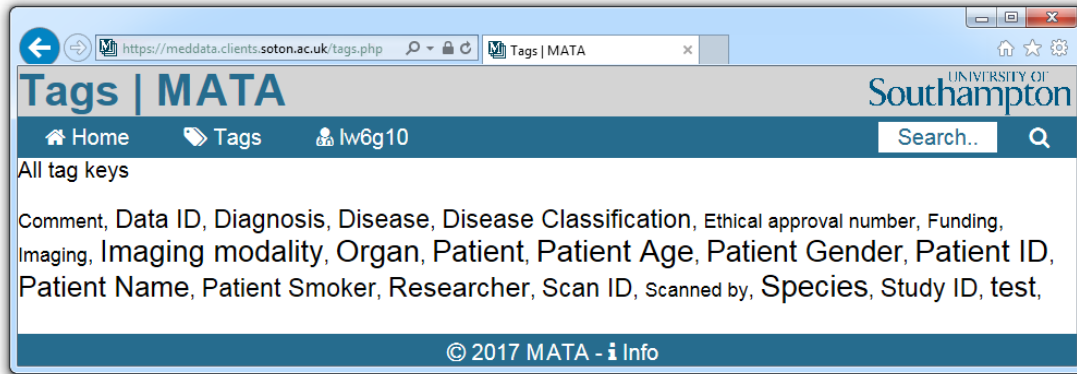 https://meddata.clients.soton.ac.uk/tags.php
Tags | MATA
Tags | MATA
UNIVERSITY OF
Southampton
Home
Tags
lw6g10
Search..
All tag keys
Comment, Data ID, Diagnosis, Disease, Disease Classification, Ethical approval number, Funding,
Imaging, Imaging modality, Organ, Patient, Patient Age, Patient Gender, Patient ID,
Patient Name, Patient Smoker, Researcher, Scan ID, Scanned by, Species, Study ID, test,
© 2017 MATA - i Info